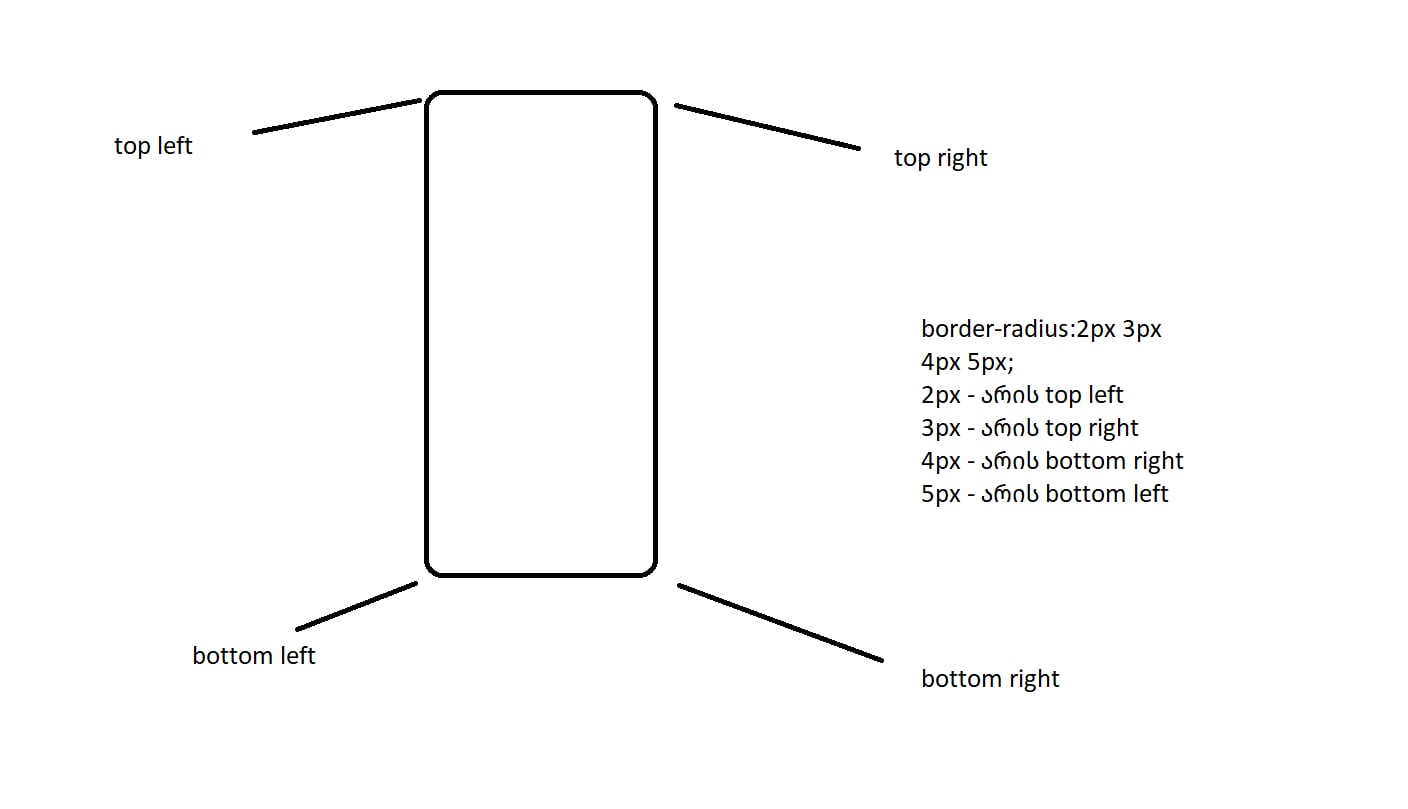 top left
top right
border-radius:2px 3px
4px 5px;
2px - არის top left
3px - არის top right
4px - არის bottom right
5px - არის bottom left
bottom left
bottom right